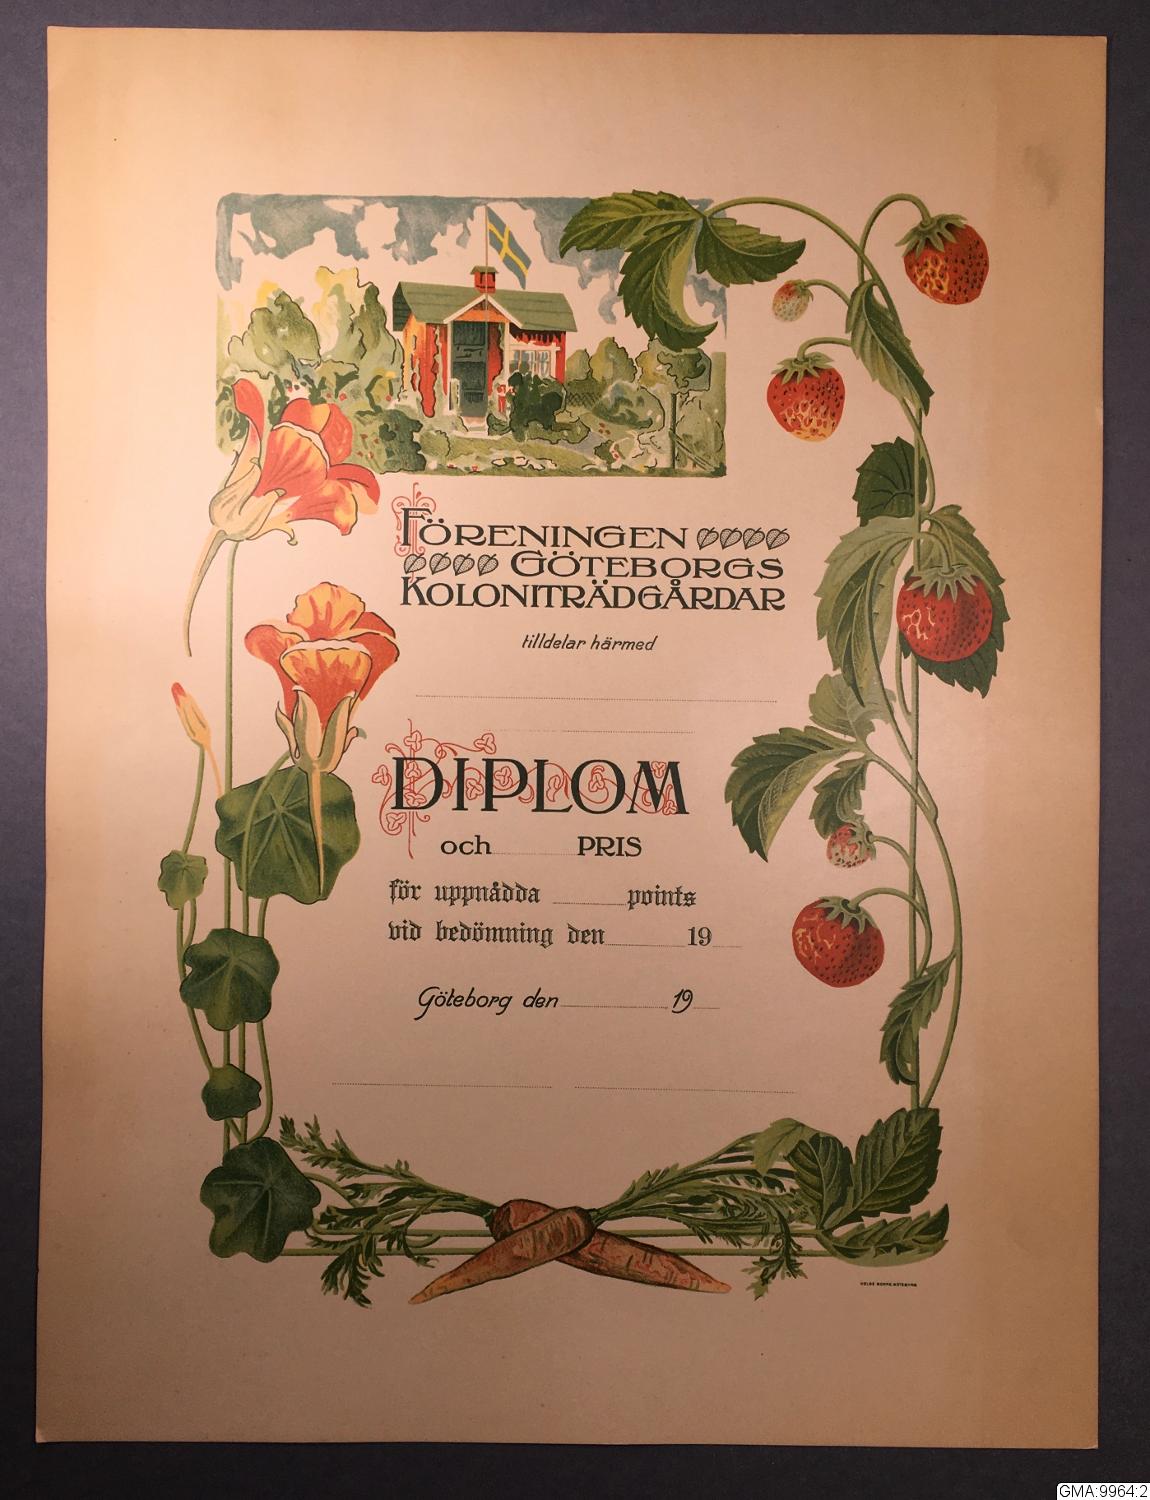 FÖRENINGEN
GÖTEBORGS
KOLONITRÄDGÅRDAR
tilldelar härmed
DIPLOM
och PRIS
för uppnådda points
vid bedömning den 19
Göteborg den 19
GÖTEBORG
GMA:9964:2